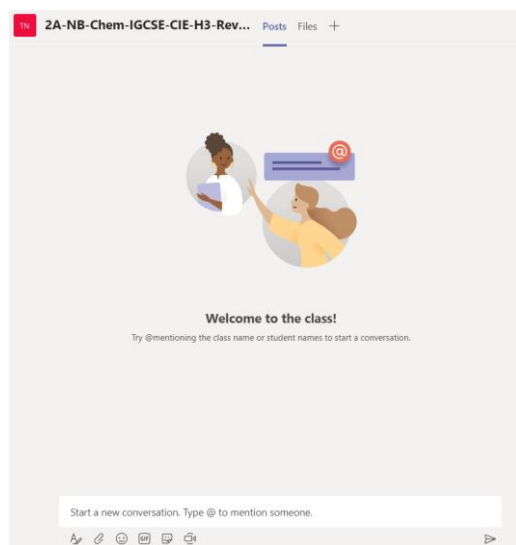 TN 2A-NB-Chem-IGCSE-CIE-H3-Rev... Posts Files +
@
Welcome to the class!
Try @mentioning the class name or student names to start a conversation.
Start a new conversation. Type @ to mention someone.
GIF